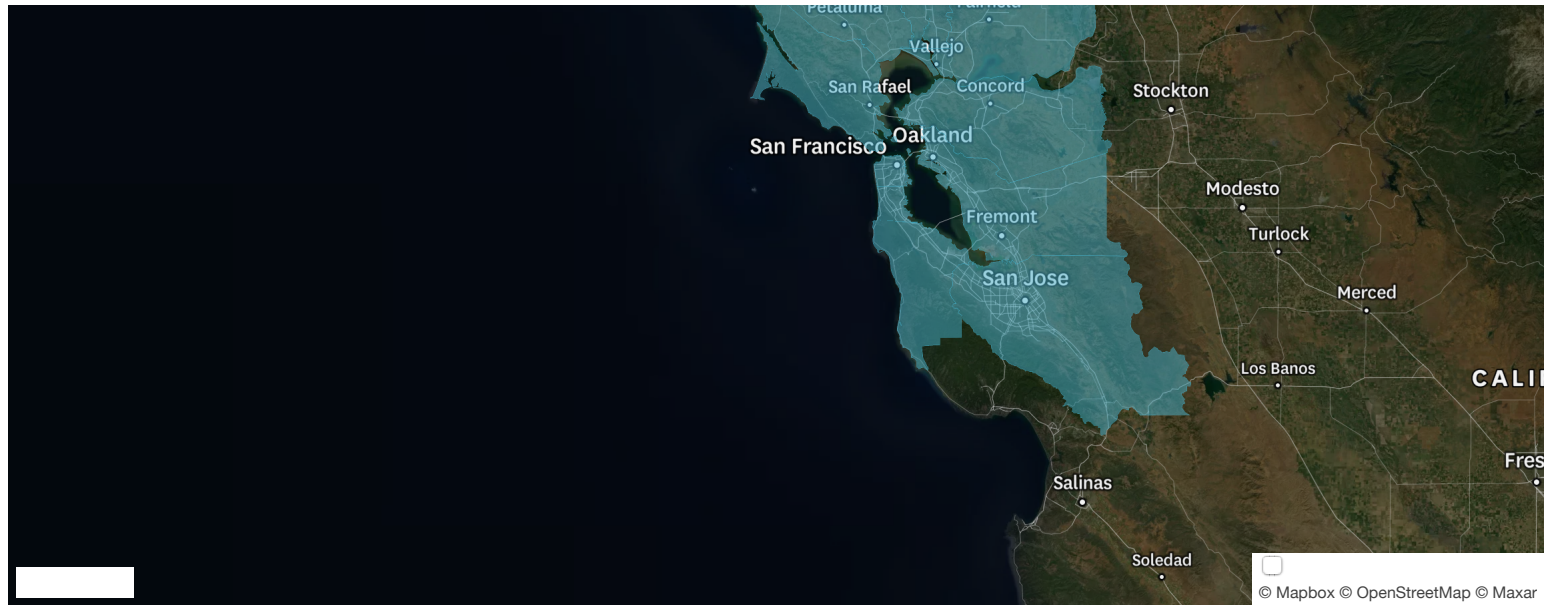 Petaluma
Fairfield
Vallejo
San Rafael
Concord
Stockton
San Francisco
Oakland
Modesto
Fremont
Turlock
San Jose
Merced
Los Banos
CALI
Fres
Salinas
Soledad
© Mapbox © OpenStreetMap © Maxar